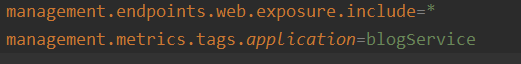 management.endpoints.web.exposure.include=*
management.metrics.tags.application=blogService